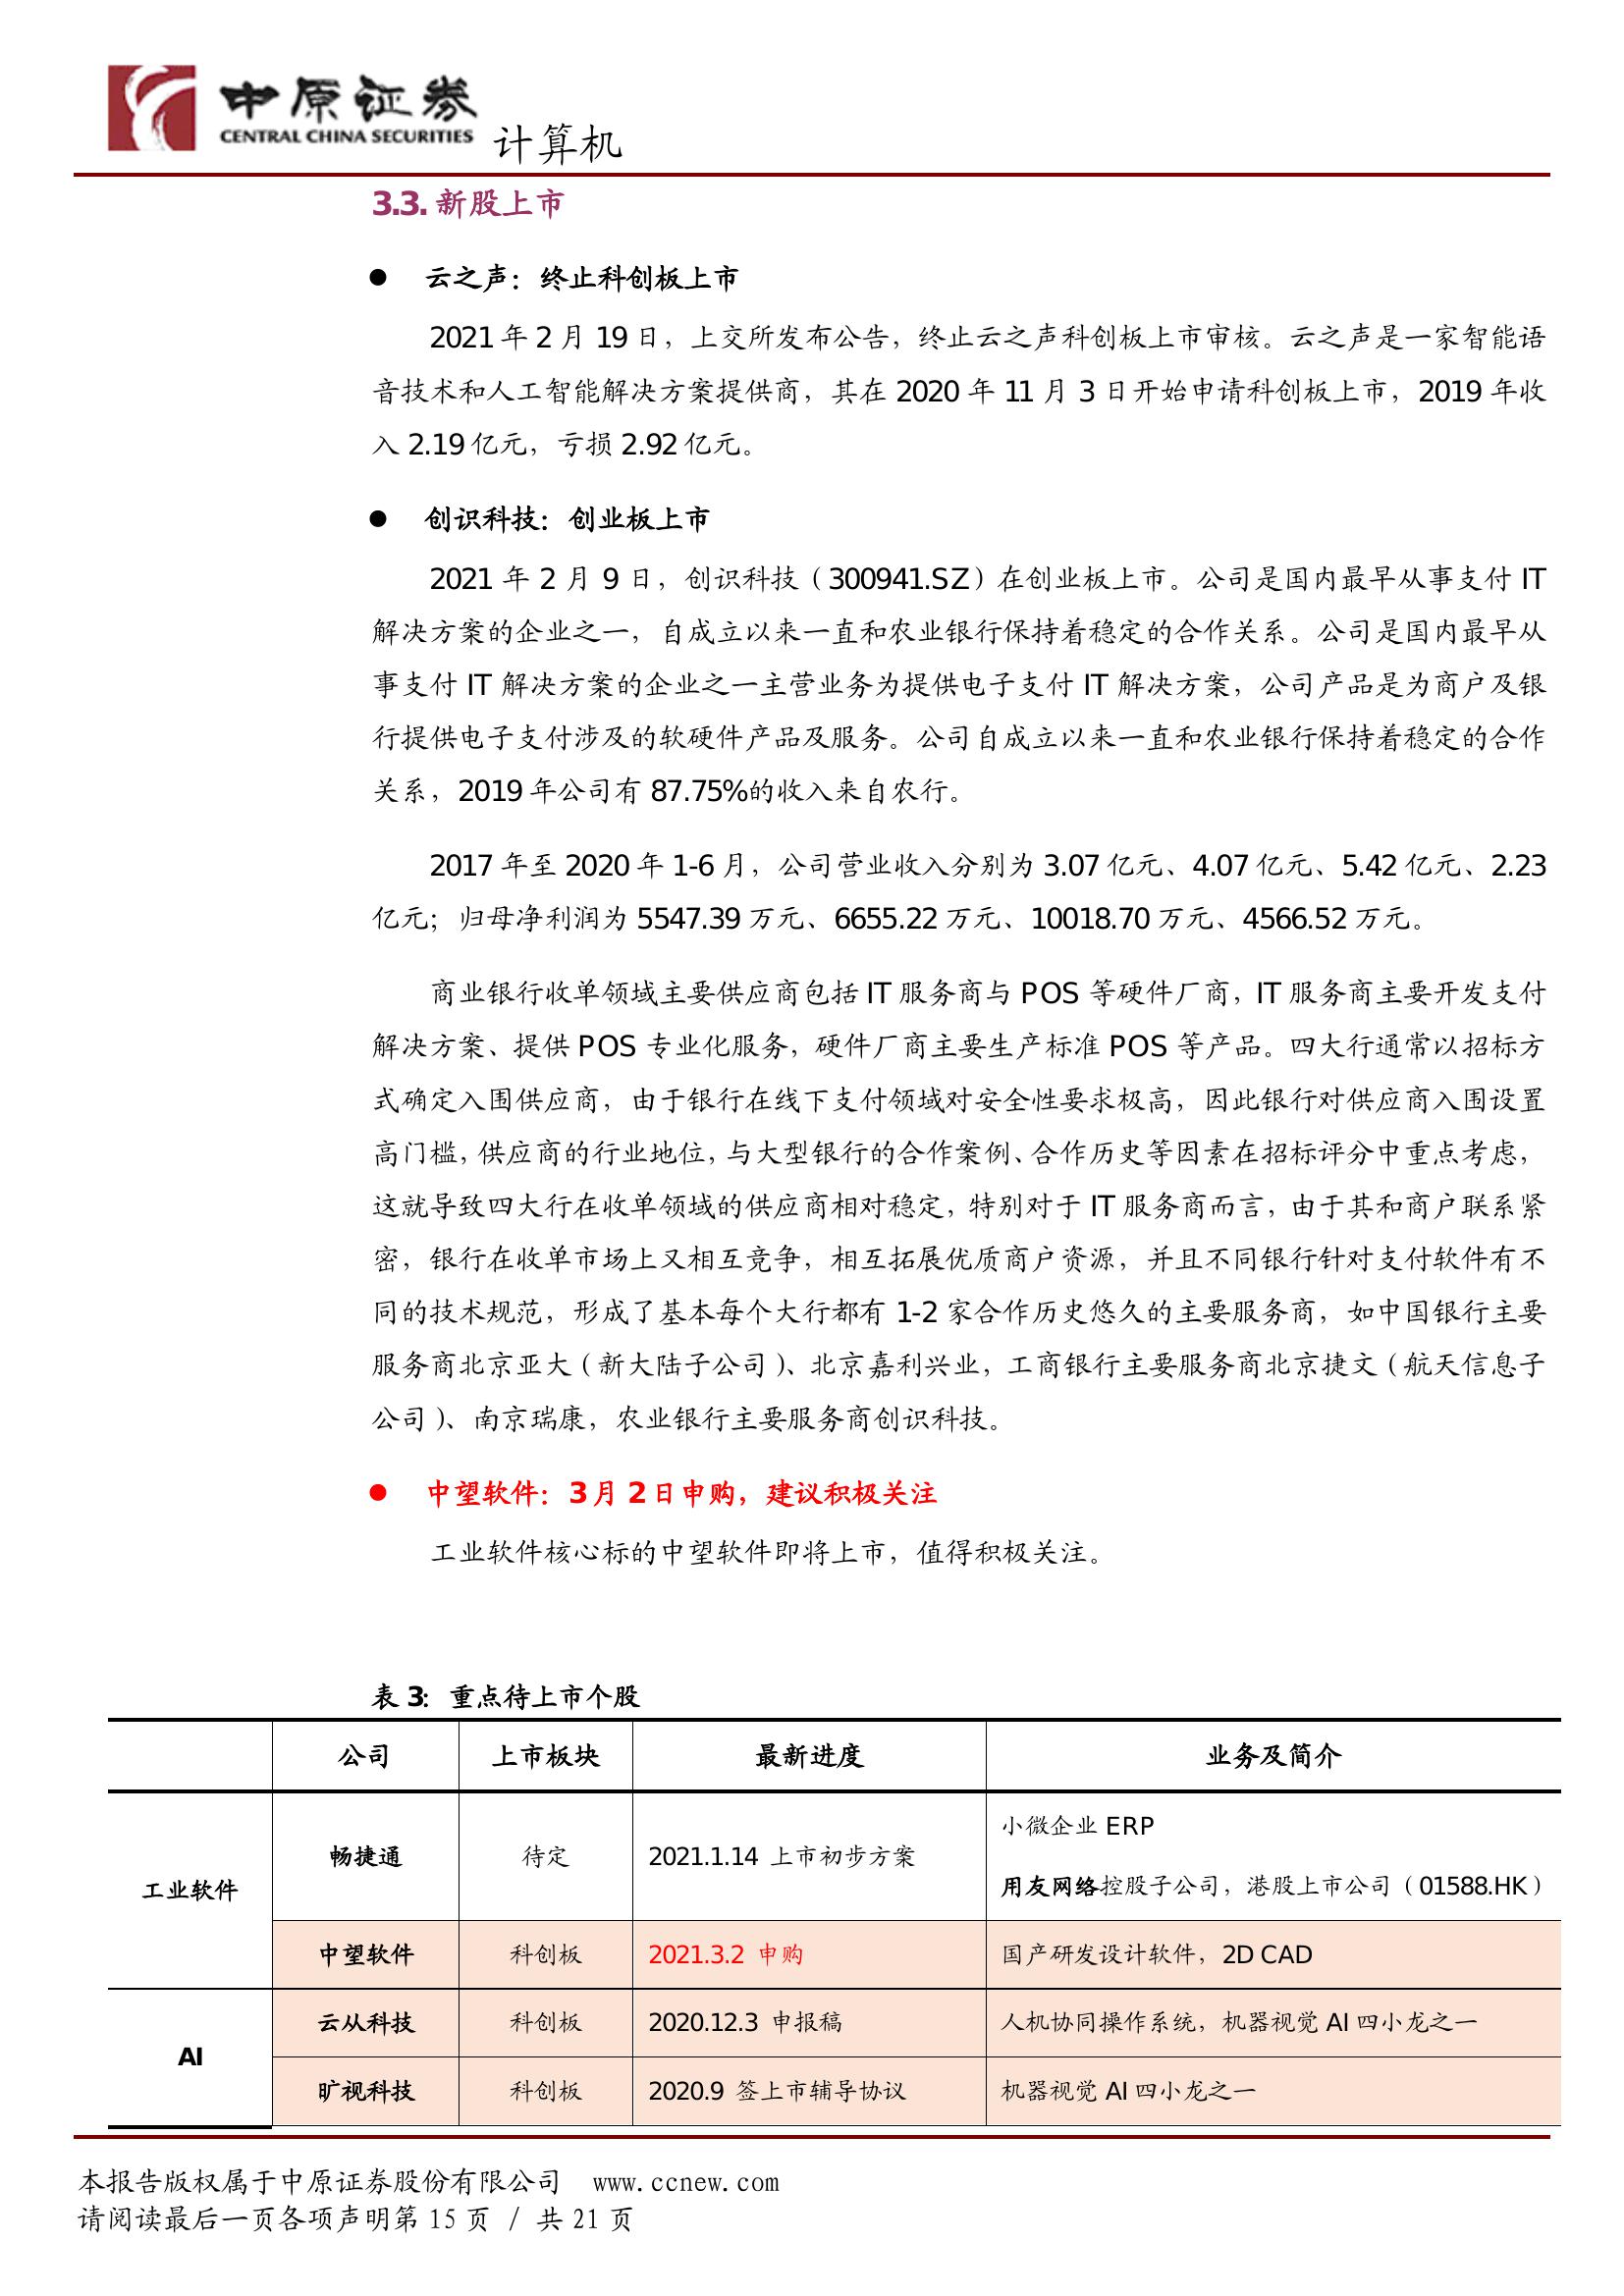 中原证券
CENTRAL CHINA SECURITIES
计算机
3.3. 新股上市
● 云之声：终止科创板上市
2021 年 2 月 19 日，上交所发布公告，终止云之声科创板上市审核。云之声是一家智能语
音技术和人工智能解决方案提供商，其在 2020 年 11 月 3 日开始申请科创板上市，2019 年收
入 2.19 亿元，亏损 2.92 亿元。
● 创识科技：创业板上市
2021 年 2 月 9 日，创识科技（300941.SZ）在创业板上市。公司是国内最早从事支付 IT
解决方案的企业之一，自成立以来一直和农业银行保持着稳定的合作关系。公司是国内最早从
事支付 IT 解决方案的企业之一主营业务为提供电子支付 IT 解决方案，公司产品是为商户及银
行提供电子支付涉及的软硬件产品及服务。公司自成立以来一直和农业银行保持着稳定的合作
关系，2019 年公司有 87.75%的收入来自农行。
2017 年至 2020 年 1-6 月，公司营业收入分别为 3.07 亿元、4.07 亿元、5.42 亿元、2.23
亿元；归母净利润为 5547.39 万元、6655.22 万元、10018.70 万元、4566.52 万元。
商业银行收单领域主要供应商包括 IT 服务商与 POS 等硬件厂商，IT 服务商主要开发支付
解决方案、提供 POS 专业化服务，硬件厂商主要生产标准 POS 等产品。四大行通常以招标方
式确定入围供应商，由于银行在线下支付领域对安全性要求极高，因此银行对供应商入围设置
高门槛，供应商的行业地位，与大型银行的合作案例、合作历史等因素在招标评分中重点考虑，
这就导致四大行在收单领域的供应商相对稳定，特别对于 IT 服务商而言，由于其和商户联系紧
密，银行在收单市场上又相互竞争，相互拓展优质商户资源，并且不同银行针对支付软件有不
同的技术规范，形成了基本每个大行都有 1-2 家合作历史悠久的主要服务商，如中国银行主要
服务商北京亚大（新大陆子公司）、北京嘉利兴业，工商银行主要服务商北京捷文（航天信息子
公司）、南京瑞康，农业银行主要服务商创识科技。
● 中望软件：3 月 2 日申购，建议积极关注
工业软件核心标的中望软件即将上市，值得积极关注。
表 3：重点待上市个股
公司 上市板块 最新进度 业务及简介
工业软件 畅捷通 待定 2021.1.14 上市初步方案 小微企业 ERP
用友网络控股子公司，港股上市公司（01588.HK）
中望软件 科创板 2021.3.2 申购 国产研发设计软件，2D CAD
AI 云从科技 科创板 2020.12.3 申报稿 人机协同操作系统，机器视觉 AI 四小龙之一
旷视科技 科创板 2020.9 签上市辅导协议 机器视觉 AI 四小龙之一
本报告版权属于中原证券股份有限公司 www.ccnew.com
请阅读最后一页各项声明第 15 页 / 共 21 页